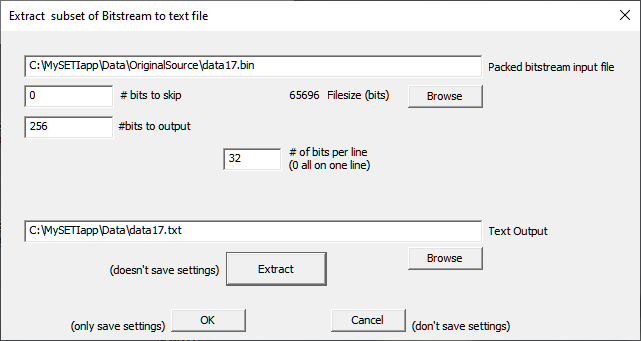 Extract  subset of Bitstream to text file
C:\MySETIapp\Data\OriginalSource\data17.bin
Packed bitstream input file
0
# bits to skip
65696  Filesize (bits)
Browse
256
#bits to output
32
# of bits per line
(0 all on one line)
C:\MySETIapp\Data\data17.txt
Text Output
Browse
(doesn't save settings)
Extract
(only save settings)
OK
Cancel
(don't save settings)